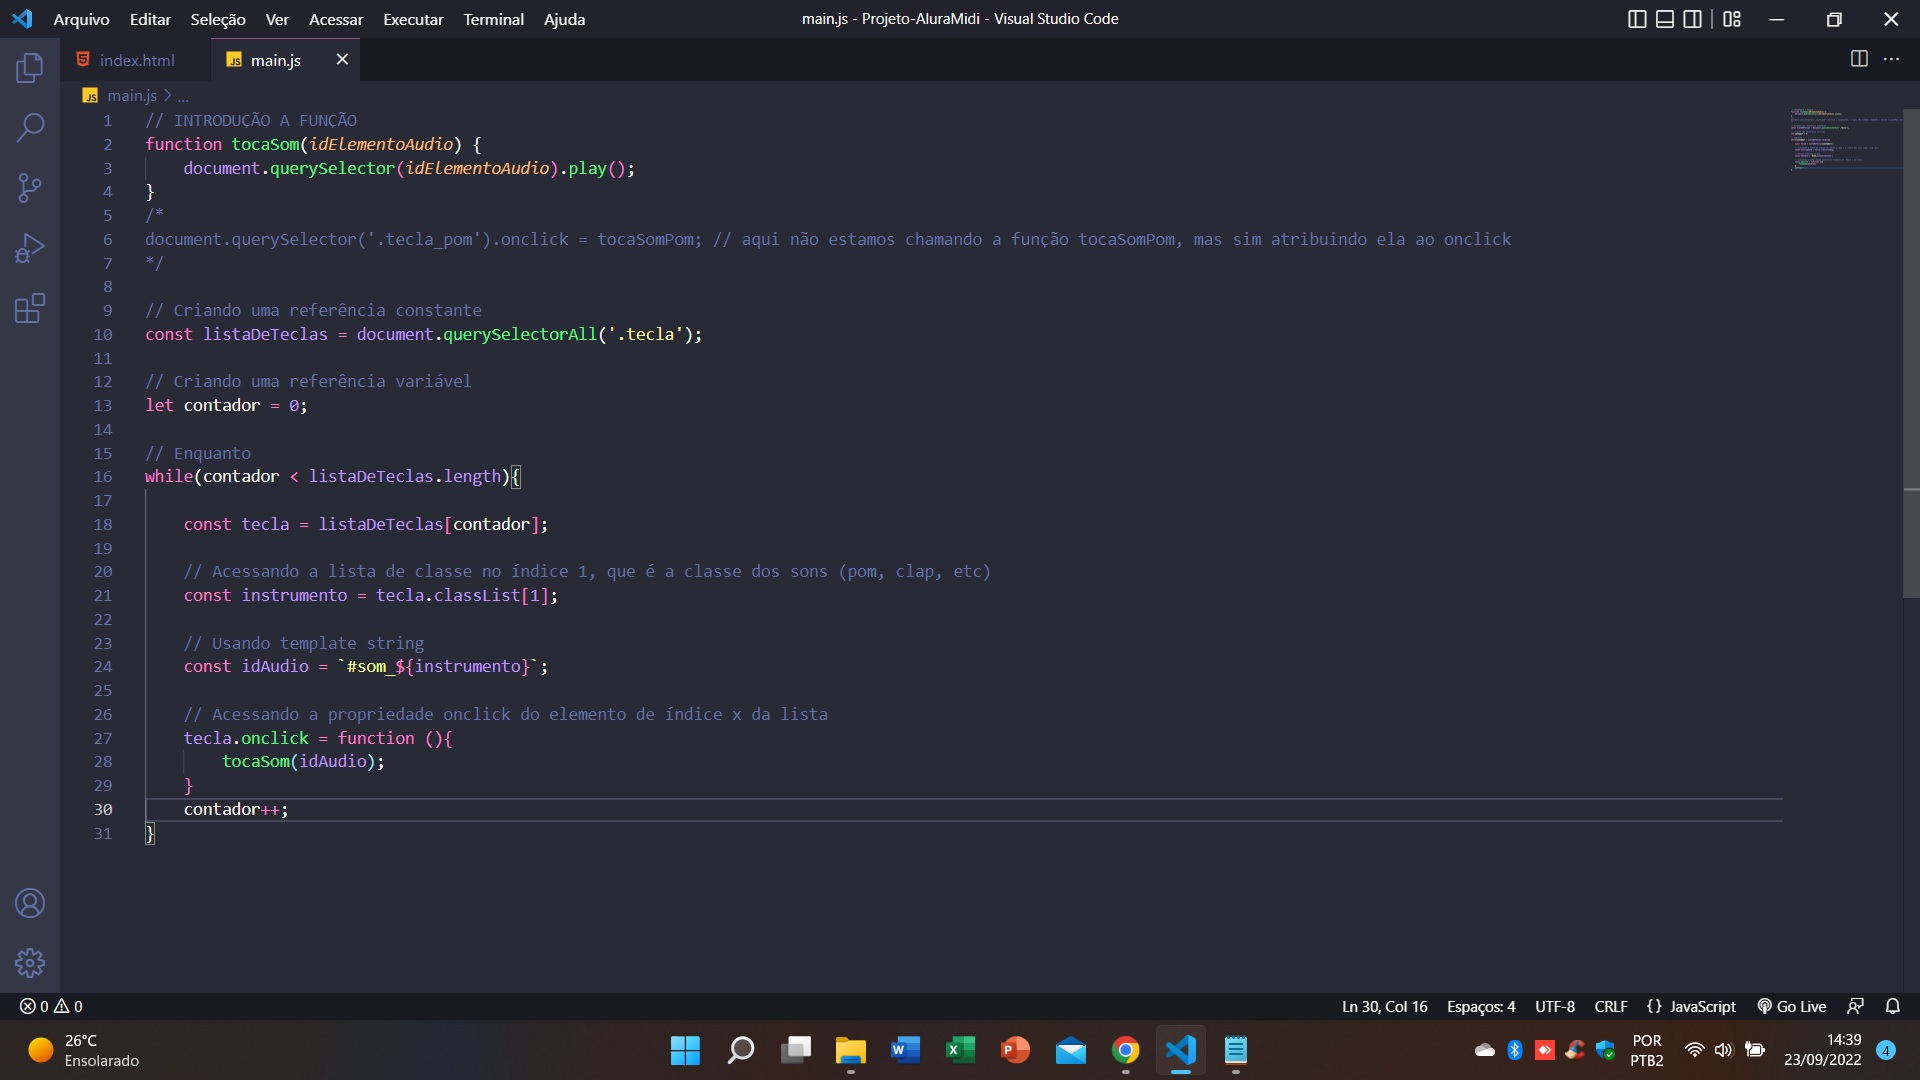 Arquivo Editar Seleção Ver Acessar Executar Terminal Ajuda
main.js - Projeto-AluraMidi - Visual Studio Code
index.html
JS main.js
JS main.js > ...
1 // INTRODUÇÃO A FUNÇÃO
2 function tocaSom(idElementoAudio) {
3 document.querySelector(idElementoAudio).play();
4 }
5 /*
6 document.querySelector('.tecla_pom').onclick = tocaSomPom; // aqui não estamos chamando a função tocaSomPom, mas sim atribuindo ela ao onclick
7 */
8
9 // Criando uma referência constante
10 const listaDeTeclas = document.querySelectorAll('.tecla');
11
12 // Criando uma referência variável
13 let contador = 0;
14
15 // Enquanto
16 while(contador < listaDeTeclas.length){
17
18 const tecla = listaDeTeclas[contador];
19
20 // Acessando a lista de classe no índice 1, que é a classe dos sons (pom, clap, etc)
21 const instrumento = tecla.classList[1];
22
23 // Usando template string
24 const idAudio = `#som_${instrumento}`;
25
26 // Acessando a propriedade onclick do elemento de índice x da lista
27 tecla.onclick = function (){
28 tocaSom(idAudio);
29 }
30 contador++;
31 }
0 0
Ln 30, Col 16 Espaços: 4 UTF-8 CRLF {} JavaScript Go Live
26°C
Ensolarado
POR
PTB2
14:39
23/09/2022
4